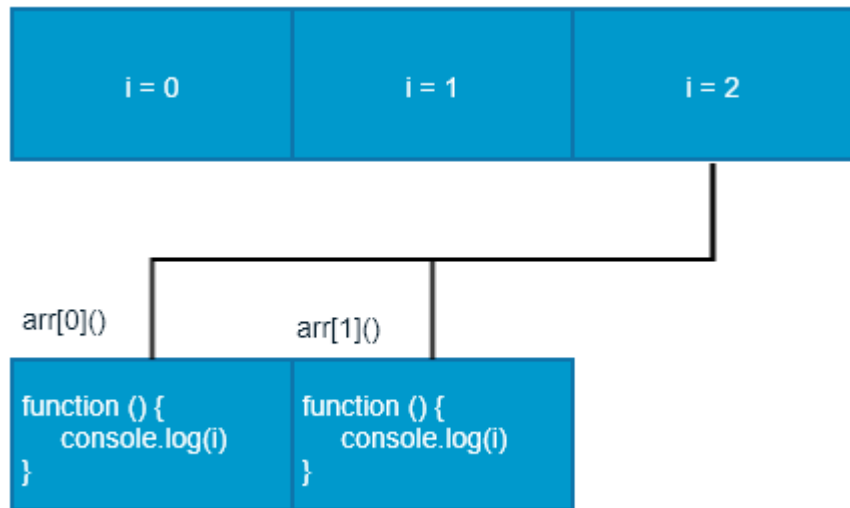 i = 0
i = 1
i = 2
arr[0]()
arr[1]()
function () {
console.log(i)
}
function () {
console.log(i)
}